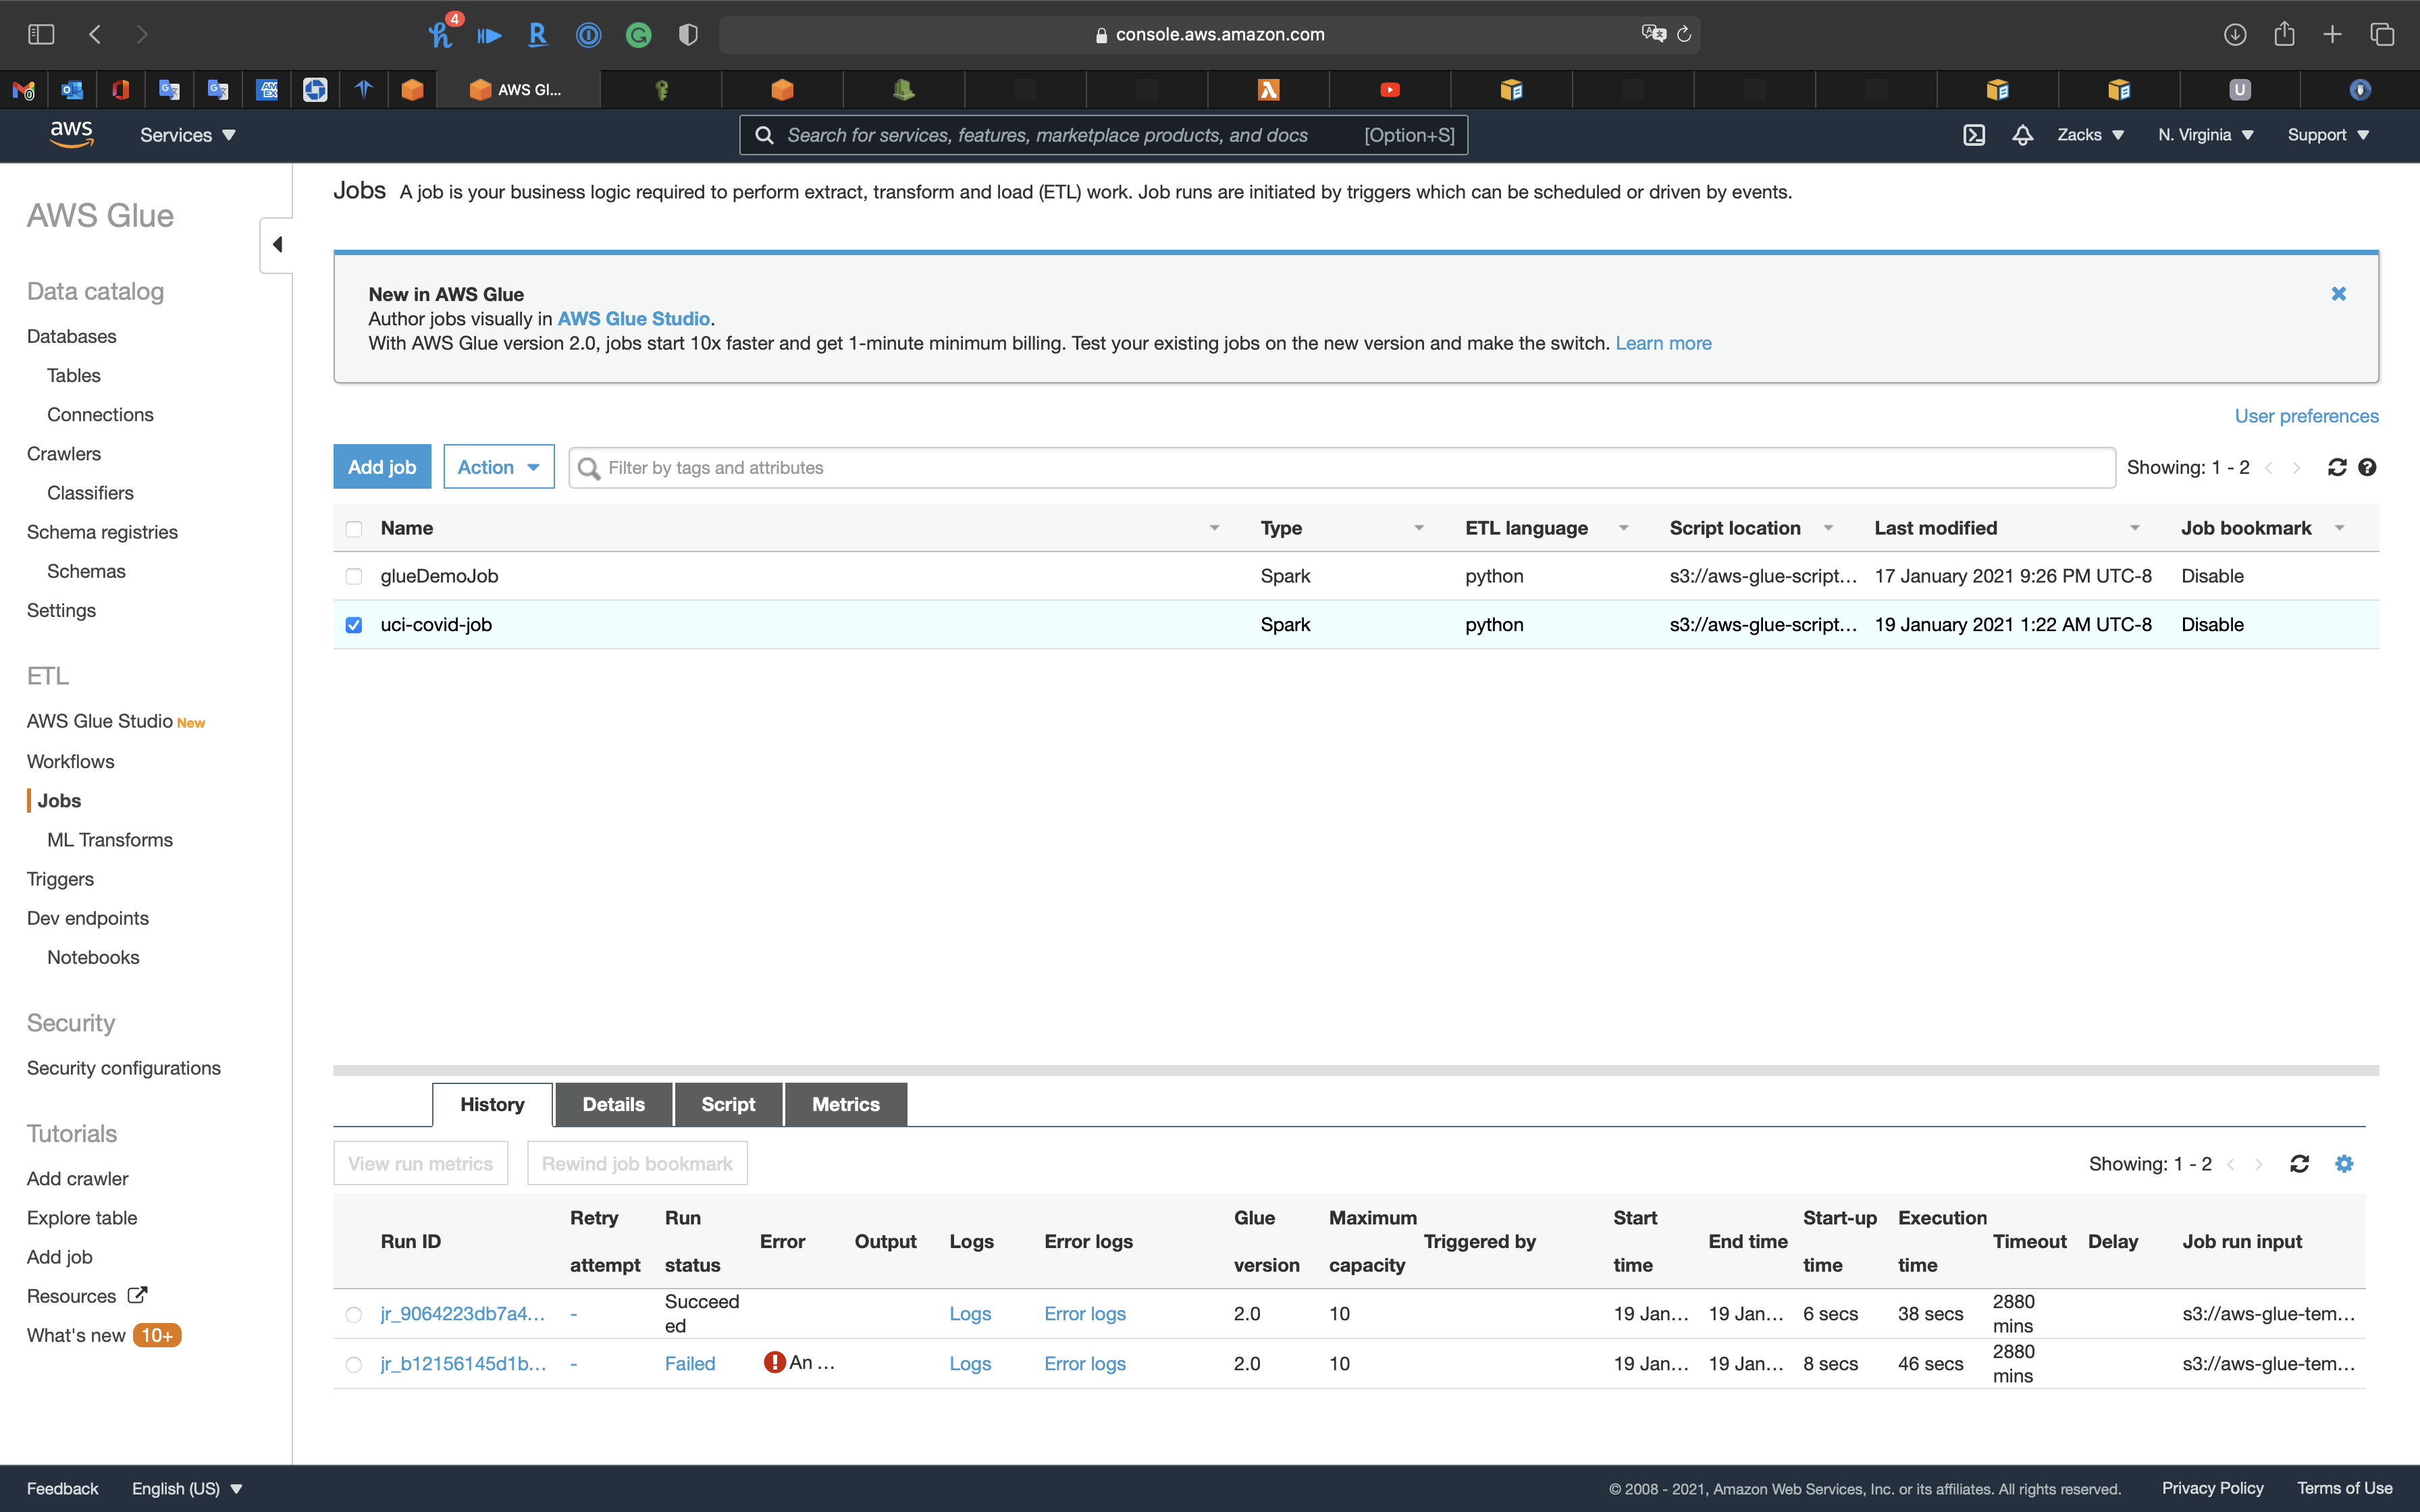 4
console.aws.amazon.com
AWS Gl...
U
aws
Services
Search for services, features, marketplace products, and docs [Option+S]
Zacks
N. Virginia
Support
AWS Glue
Data catalog
Databases
Tables
Connections
Crawlers
Classifiers
Schema registries
Schemas
Settings
ETL
AWS Glue Studio New
Workflows
Jobs
ML Transforms
Triggers
Dev endpoints
Notebooks
Security
Security configurations
Tutorials
Add crawler
Explore table
Add job
Resources
What's new 10+
Jobs A job is your business logic required to perform extract, transform and load (ETL) work. Job runs are initiated by triggers which can be scheduled or driven by events.
New in AWS Glue
Author jobs visually in AWS Glue Studio.
With AWS Glue version 2.0, jobs start 10x faster and get 1-minute minimum billing. Test your existing jobs on the new version and make the switch. Learn more
User preferences
Add job Action Filter by tags and attributes Showing: 1 - 2
Name Type ETL language Script location Last modified Job bookmark
glueDemoJob Spark python s3://aws-glue-script... 17 January 2021 9:26 PM UTC-8 Disable
uci-covid-job Spark python s3://aws-glue-script... 19 January 2021 1:22 AM UTC-8 Disable
History Details Script Metrics
View run metrics Rewind job bookmark Showing: 1 - 2
Run ID Retry attempt Run status Error Output Logs Error logs Glue version Maximum capacity Triggered by Start time End time Start-up time Execution time Timeout Delay Job run input
jr_9064223db7a4... - Succeeded Logs Error logs 2.0 10 19 Jan... 19 Jan... 6 secs 38 secs 2880 mins s3://aws-glue-tem...
jr_b12156145d1b... - Failed An ... Logs Error logs 2.0 10 19 Jan... 19 Jan... 8 secs 46 secs 2880 mins s3://aws-glue-tem...
Feedback English (US) © 2008 - 2021, Amazon Web Services, Inc. or its affiliates. All rights reserved. Privacy Policy Terms of Use